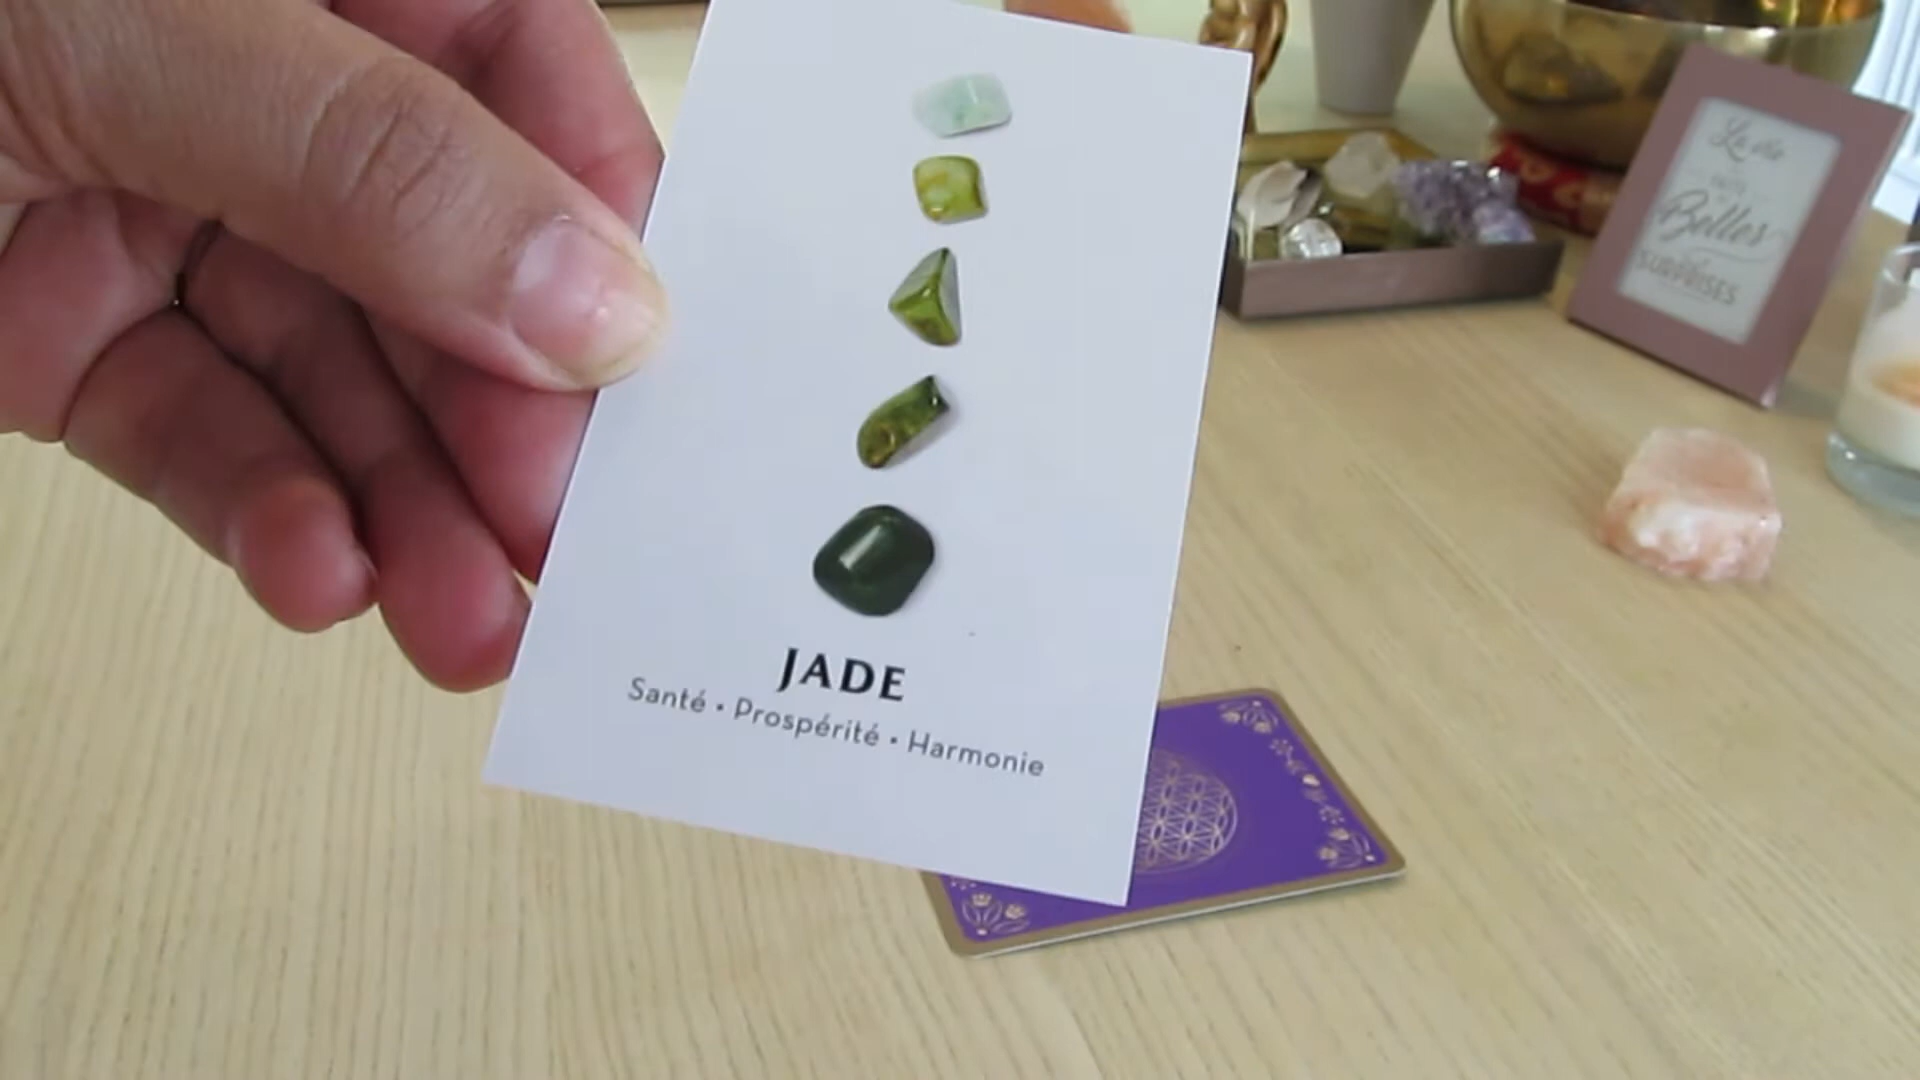 JADE
Santé • Prospérité • Harmonie
La vie
Belles
SURPRISES